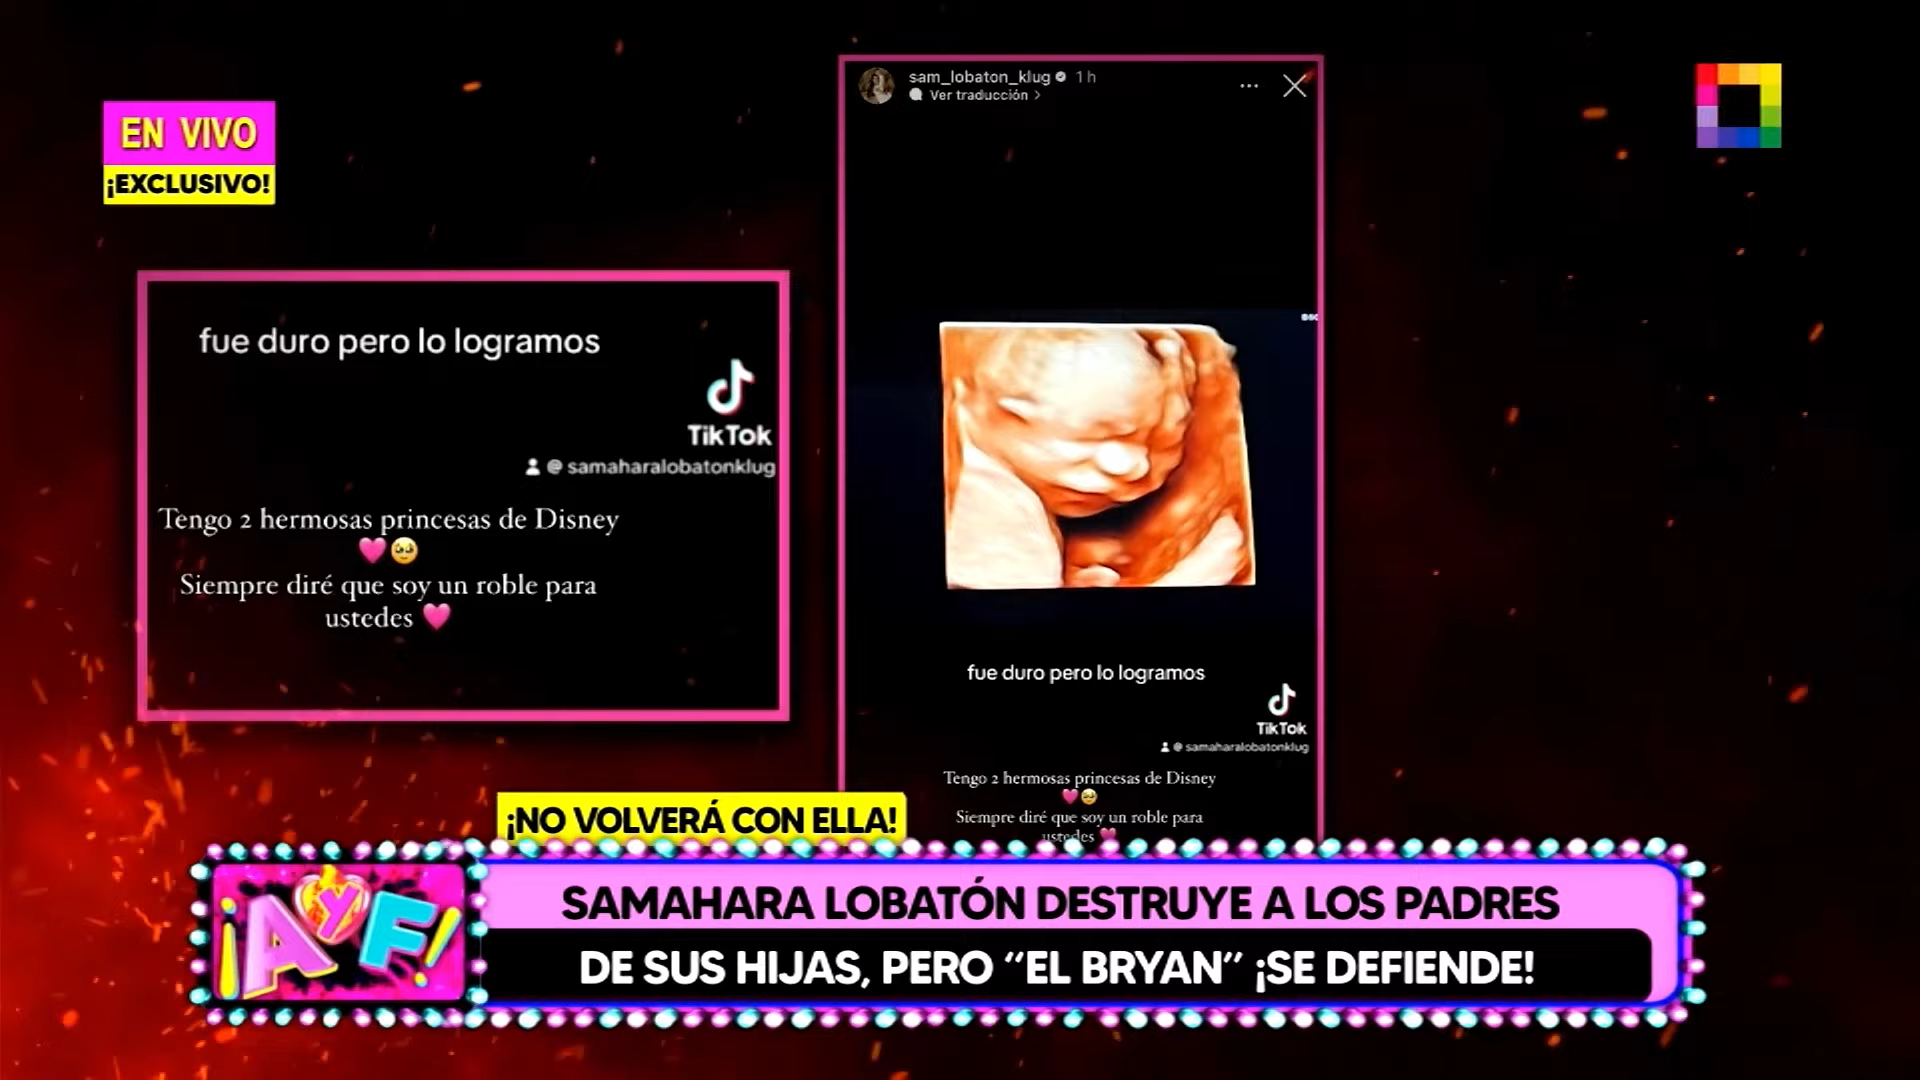 EN VIVO
¡EXCLUSIVO!
sam_lobaton_klug 1 h
Ver traducción >
fue duro pero lo logramos
TikTok
@ samaharalobatonklug
Tengo 2 hermosas princesas de Disney
🩷🥹
Siempre diré que soy un roble para
ustedes 🩷
fue duro pero lo logramos
TikTok
@ samaharalobatonklug
Tengo 2 hermosas princesas de Disney
🩷🥹
Siempre diré que soy un roble para
ustedes 🩷
¡NO VOLVERÁ CON ELLA!
¡AyF!
SAMAHARA LOBATÓN DESTRUYE A LOS PADRES
DE SUS HIJAS, PERO “EL BRYAN” ¡SE DEFIENDE!